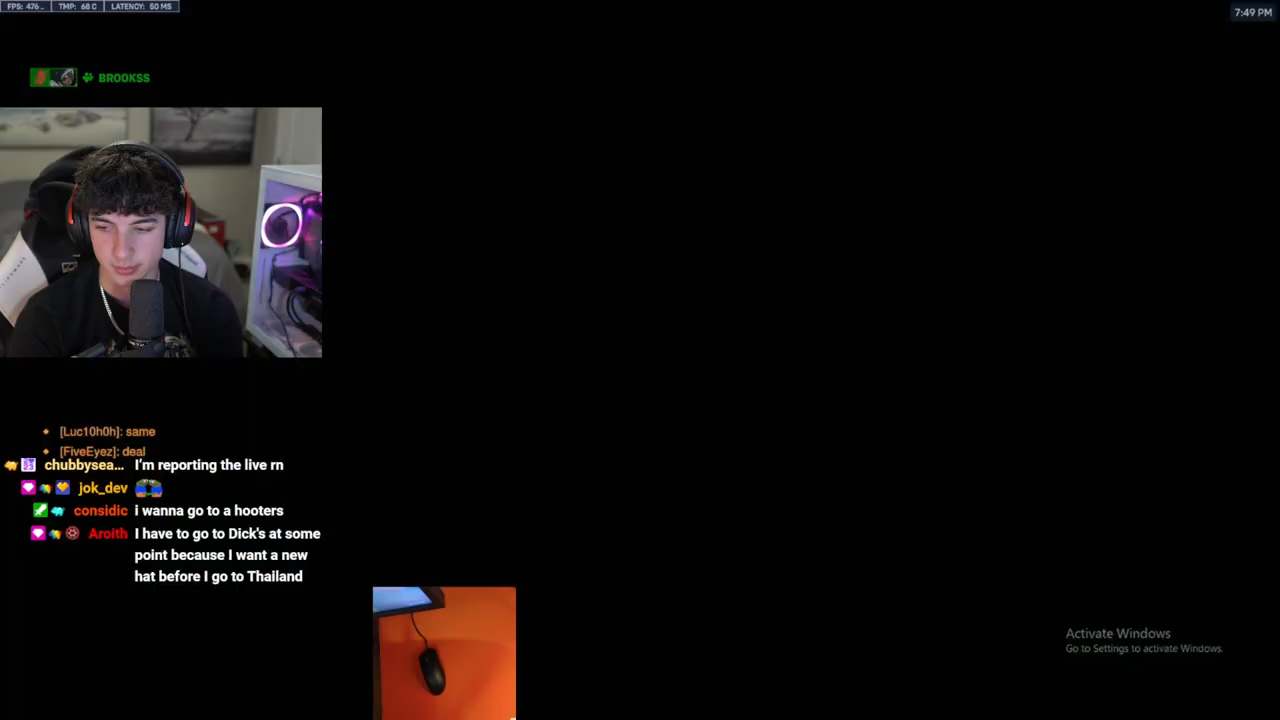 FPS: 476.. TMP: 68 C LATENCY: 50 MS
7:49 PM
BROOKSS
[Luc10h0h]: same
[FiveEyez]: deal
chubbysea... I'm reporting the live rn
jok_dev
considic i wanna go to a hooters
Aroith I have to go to Dick's at some
point because I want a new
hat before I go to Thailand
Activate Windows
Go to Settings to activate Windows.